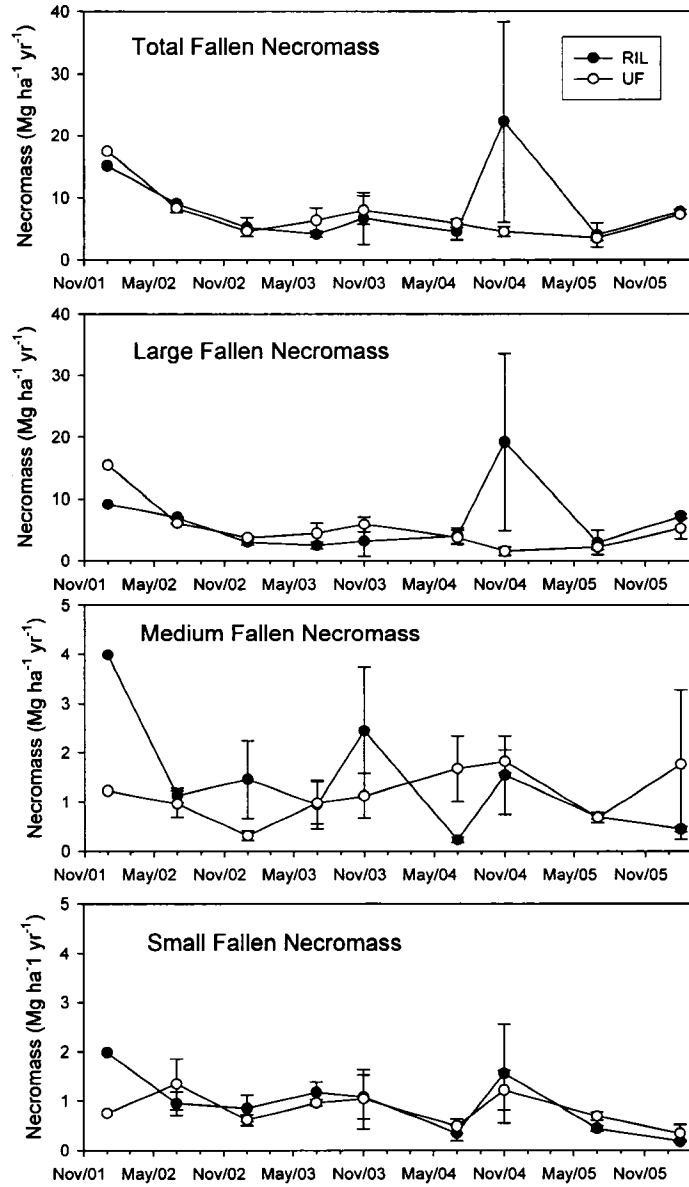 Total Fallen Necromass
RIL
UF
Necromass (Mg ha⁻¹ yr⁻¹)
40
30
20
10
0
Nov/01 May/02 Nov/02 May/03 Nov/03 May/04 Nov/04 May/05 Nov/05
Large Fallen Necromass
Necromass (Mg ha⁻¹ yr⁻¹)
40
30
20
10
0
Nov/01 May/02 Nov/02 May/03 Nov/03 May/04 Nov/04 May/05 Nov/05
Medium Fallen Necromass
Necromass (Mg ha⁻¹ yr⁻¹)
5
4
3
2
1
0
Nov/01 May/02 Nov/02 May/03 Nov/03 May/04 Nov/04 May/05 Nov/05
Small Fallen Necromass
Necromass (Mg ha⁻1 yr⁻¹)
5
4
3
2
1
0
Nov/01 May/02 Nov/02 May/03 Nov/03 May/04 Nov/04 May/05 Nov/05